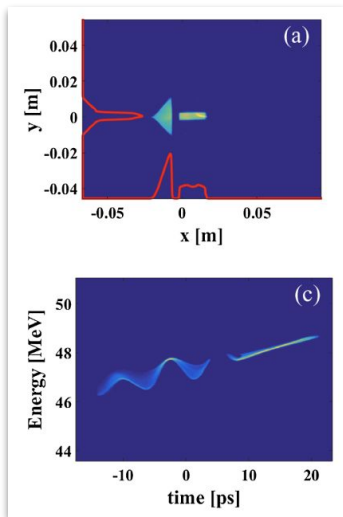 (a)
0.04
0.02
0
-0.02
-0.04
y [m]
-0.05 0 0.05
x [m]
(c)
50
48
46
44
Energy [MeV]
-10 0 10 20
time [ps]